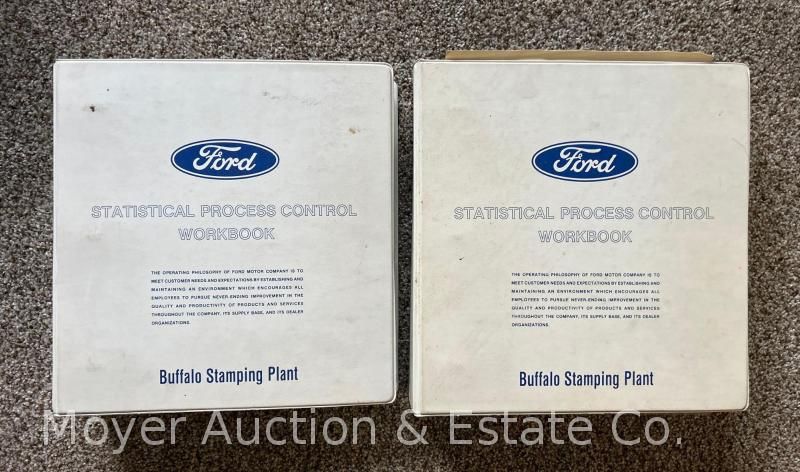 Ford
STATISTICAL PROCESS CONTROL
WORKBOOK
THE OPERATING PHILOSOPHY OF FORD MOTOR COMPANY IS TO
MEET CUSTOMER NEEDS AND EXPECTATIONS BY ESTABLISHING AND
MAINTAINING AN ENVIRONMENT WHICH ENCOURAGES ALL
EMPLOYEES TO PURSUE NEVER-ENDING IMPROVEMENT IN THE
QUALITY AND PRODUCTIVITY OF PRODUCTS AND SERVICES
THROUGHOUT THE COMPANY, ITS SUPPLY BASE, AND ITS DEALER
ORGANIZATIONS.
Buffalo Stamping Plant
Ford
STATISTICAL PROCESS CONTROL
WORKBOOK
THE OPERATING PHILOSOPHY OF FORD MOTOR COMPANY IS TO
MEET CUSTOMER NEEDS AND EXPECTATIONS BY ESTABLISHING AND
MAINTAINING AN ENVIRONMENT WHICH ENCOURAGES ALL
EMPLOYEES TO PURSUE NEVER-ENDING IMPROVEMENT IN THE
QUALITY AND PRODUCTIVITY OF PRODUCTS AND SERVICES
THROUGHOUT THE COMPANY, ITS SUPPLY BASE, AND ITS DEALER
ORGANIZATIONS.
Buffalo Stamping Plant
Moyer Auction & Estate Co.